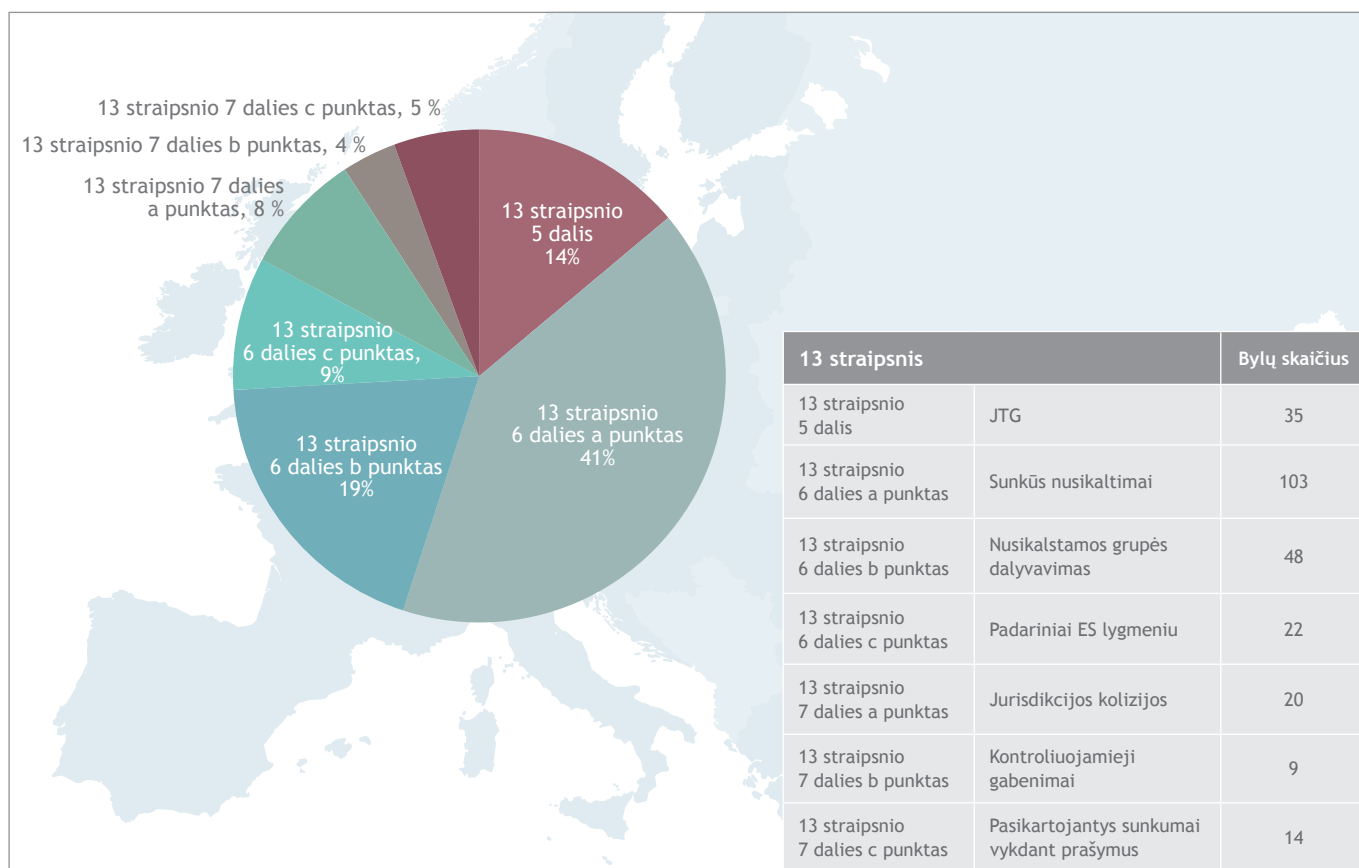 13 straipsnio 7 dalies c punktas, 5 %
13 straipsnio 7 dalies b punktas, 4 %
13 straipsnio 7 dalies
a punktas, 8 %
13 straipsnio
5 dalis
14%
13 straipsnio
6 dalies c punktas,
9%
13 straipsnio
6 dalies a punktas
41%
13 straipsnio
6 dalies b punktas
19%
13 straipsnis Bylų skaičius
13 straipsnio
5 dalis
JTG
35
13 straipsnio
6 dalies a punktas
Sunkūs nusikaltimai
103
13 straipsnio
6 dalies b punktas
Nusikalstamos grupės
dalyvavimas
48
13 straipsnio
6 dalies c punktas
Padariniai ES lygmeniu
22
13 straipsnio
7 dalies a punktas
Jurisdikcijos kolizijos
20
13 straipsnio
7 dalies b punktas
Kontroliuojamieji
gabenimai
9
13 straipsnio
7 dalies c punktas
Pasikartojantys sunkumai
vykdant prašymus
14